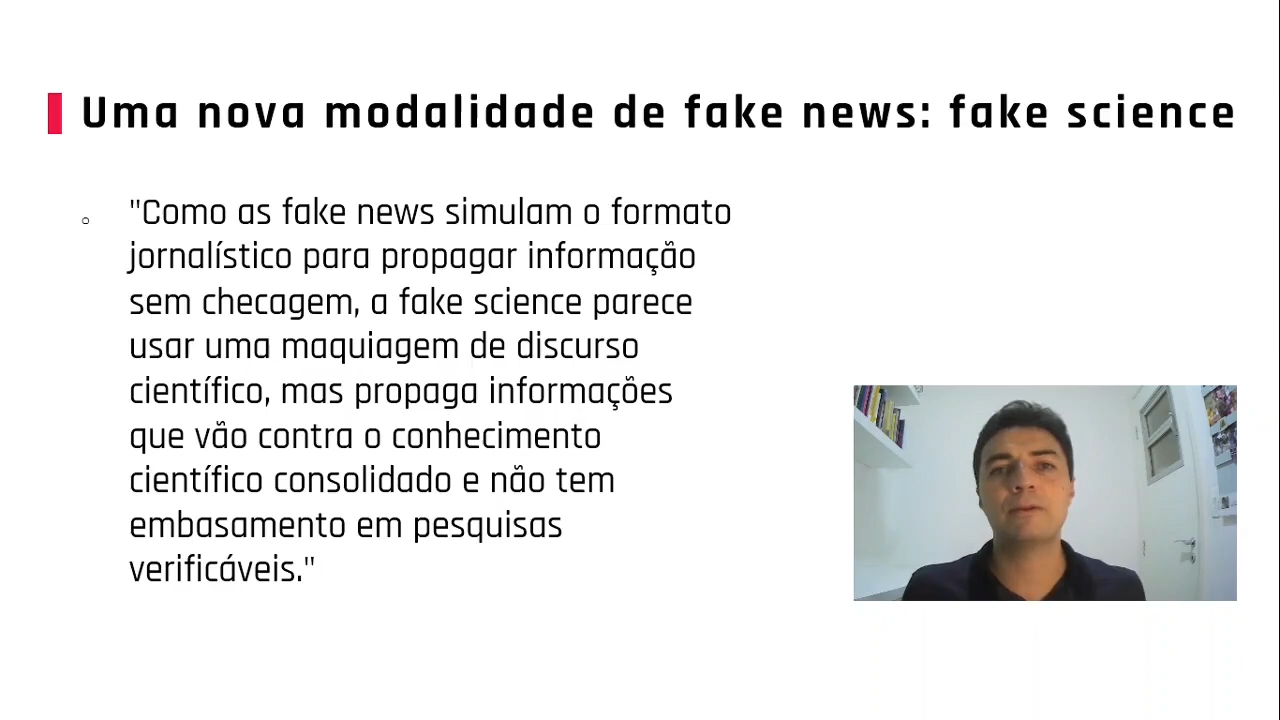 Uma nova modalidade de fake news: fake science
"Como as fake news simulam o formato
jornalístico para propagar informação
sem checagem, a fake science parece
usar uma maquiagem de discurso
científico, mas propaga informações
que vão contra o conhecimento
científico consolidado e não tem
embasamento em pesquisas
verificáveis."